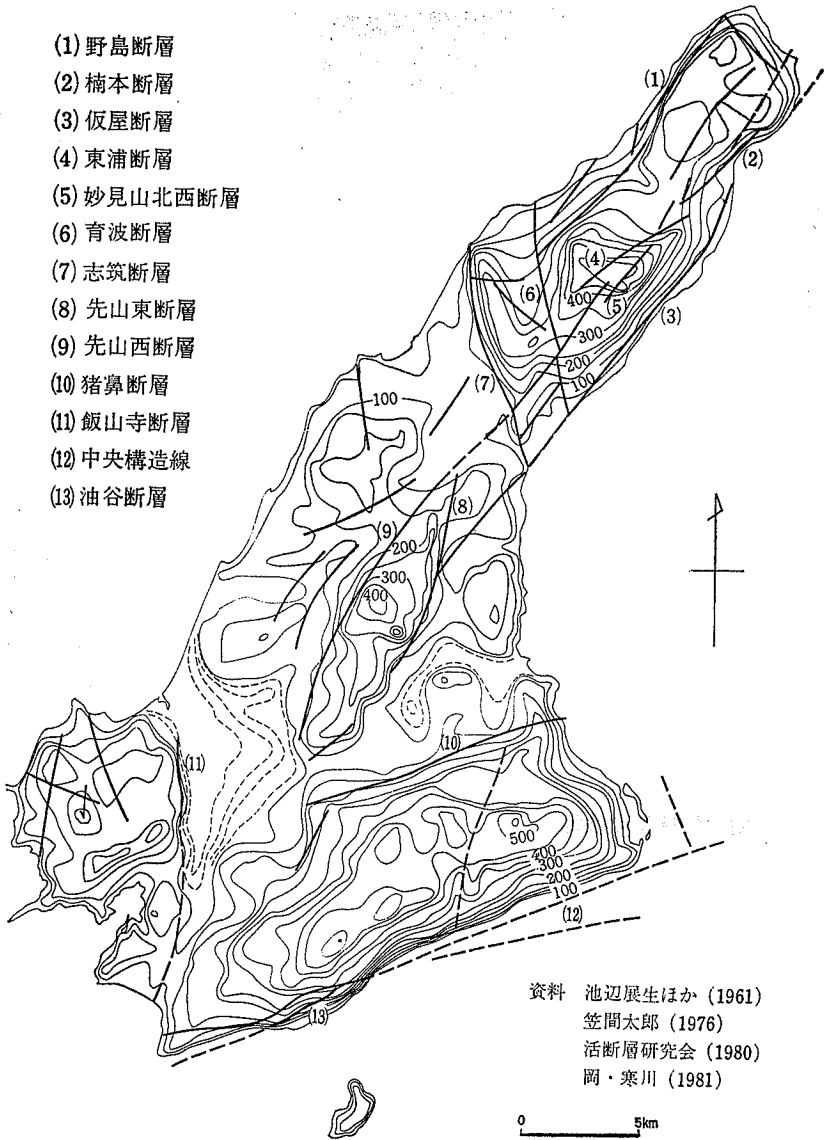 (1) 野島断層
(2) 楠本断層
(3) 仮屋断層
(4) 東浦断層
(5) 妙見山北西断層
(6) 育波断層
(7) 志筑断層
(8) 先山東断層
(9) 先山西断層
(10) 猪鼻断層
(11) 飯山寺断層
(12) 中央構造線
(13) 油谷断層
(1)
(2)
(4)
(6)
400
(5)
(3)
300
200
(7)
100
100
(8)
(9)
200
300
400
(10)
(11)
500
400
300
200
100
(12)
(13)
資料 池辺展生ほか (1961)
笠間太郎 (1976)
活断層研究会 (1980)
岡・寒川 (1981)
0 5km